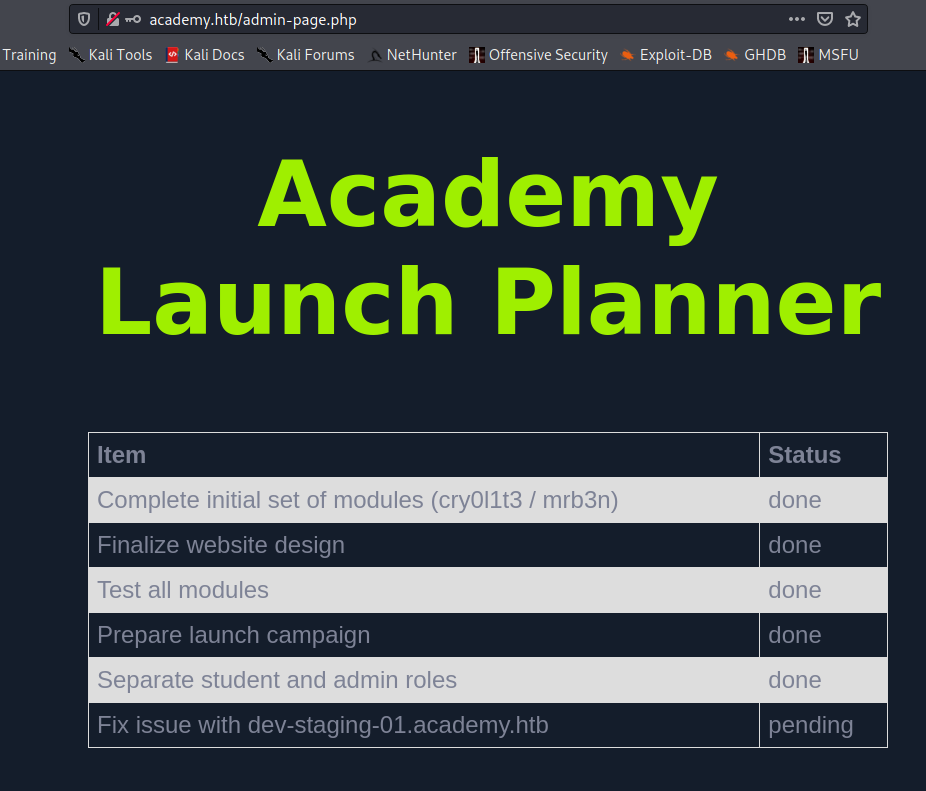 academy.htb/admin-page.php
Training Kali Tools Kali Docs Kali Forums NetHunter Offensive Security Exploit-DB GHDB MSFU
Academy
Launch Planner
Item Status
Complete initial set of modules (cry0l1t3 / mrb3n) done
Finalize website design done
Test all modules done
Prepare launch campaign done
Separate student and admin roles done
Fix issue with dev-staging-01.academy.htb pending